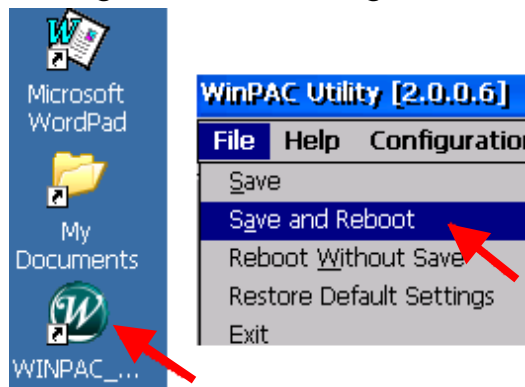 Microsoft
WordPad
My
Documents
WINPAC_...
WinPAC Utility [2.0.0.6]
File Help Configuration
Save
Save and Reboot
Reboot Without Save
Restore Default Settings
Exit